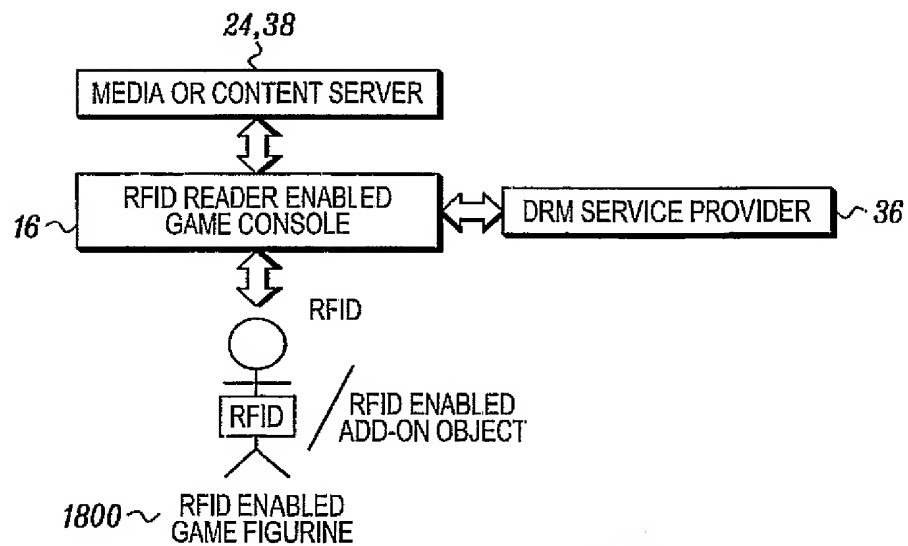 24,38
MEDIA OR CONTENT SERVER
RFID READER ENABLED
GAME CONSOLE
16
DRM SERVICE PROVIDER
36
RFID
RFID
RFID ENABLED
ADD-ON OBJECT
1800
RFID ENABLED
GAME FIGURINE